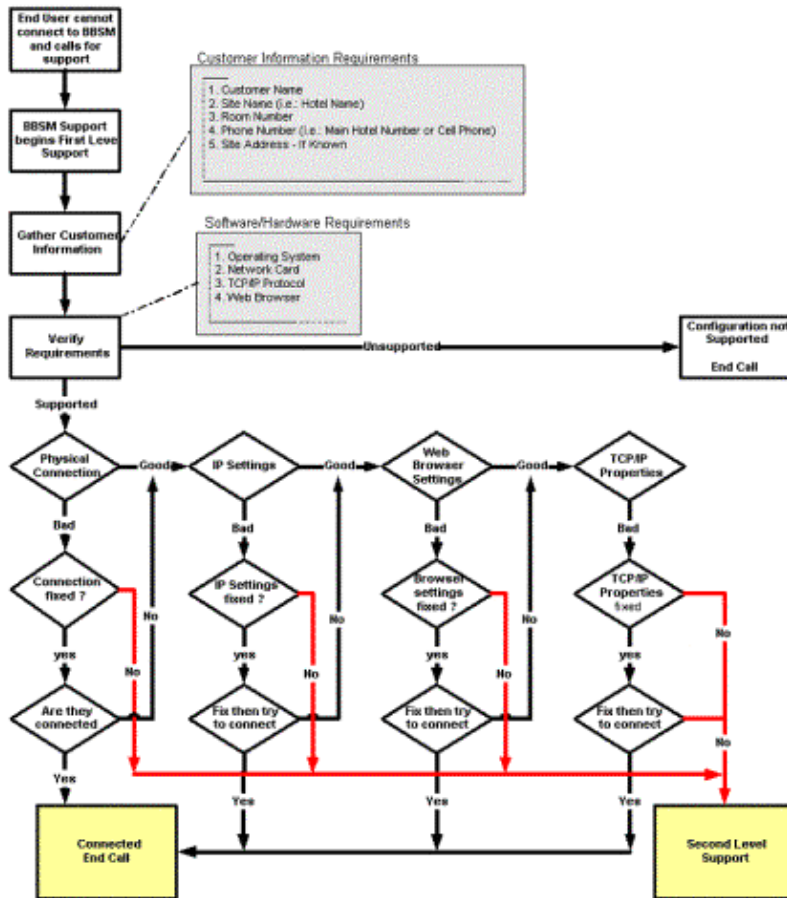 End User cannot
connect to BBSM
and calls for
support
Customer Information Requirements
1. Customer Name
2. Site Name (i.e.: Hotel Name)
3. Room Number
4. Phone Number (i.e.: Main Hotel Number or Cell Phone)
5. Site Address - If Known
BBSM Support
begins First Leve
Support
Gather Customer
Information
Software/Hardware Requirements
1. Operating System
2. Network Card
3. TCP/IP Protocol
4. Web Browser
Verify
Requirements
Unsupported
Configuration not
Supported
End Call
Supported
Physical
Connection
Good
IP Settings
Good
Web
Browser
Settings
Good
TCP/IP
Properties
Bad
Bad
Bad
Bad
Connection
fixed ?
IP Settings
fixed ?
Browser
settings
fixed ?
TCP/IP
Properties
fixed
No
No
No
No
yes
No
yes
No
yes
No
yes
Are they
connected
Fix then try
to connect
Fix then try
to connect
Fix then try
to connect
No
Yes
Yes
Yes
Yes
Connected
End Call
Second Level
Support